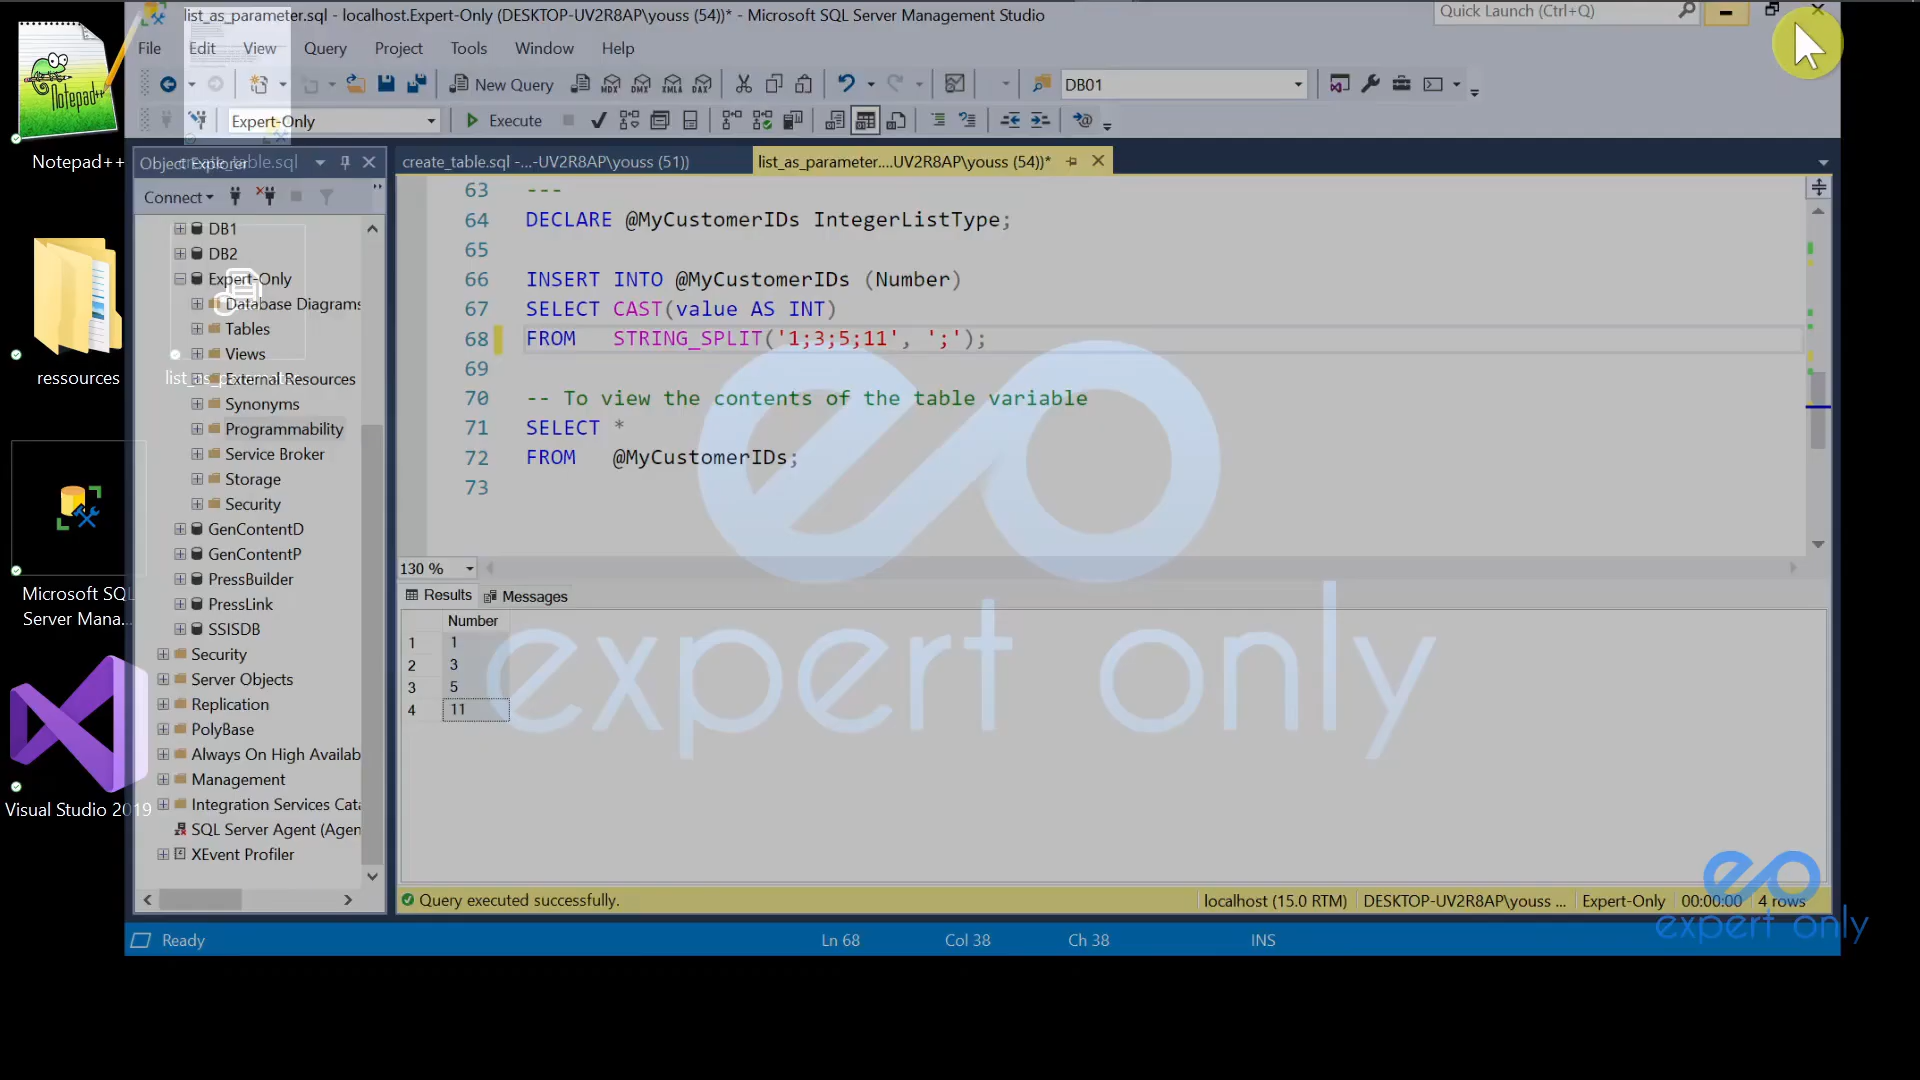 list_as_parameter.sql - localhost.Expert-Only (DESKTOP-UV2R8AP\youss (54))* - Microsoft SQL Server Management Studio
Quick Launch (Ctrl+Q)
File Edit View Query Project Tools Window Help
New Query
MDX DMX XMLA DAX
DB01
Expert-Only
Execute
Notepad++
Object Explorer
create_table.sql
create_table.sql -...-UV2R8AP\youss (51))
list_as_parameter....UV2R8AP\youss (54))*
Connect
DB1
DB2
Expert-Only
Database Diagrams
Tables
Views
External Resources
Synonyms
Programmability
Service Broker
Storage
Security
GenContentD
GenContentP
PressBuilder
PressLink
SSISDB
Security
Server Objects
Replication
PolyBase
Always On High Availab
Management
Integration Services Cata
SQL Server Agent (Agen
XEvent Profiler
ressources
Microsoft SQL
Server Mana...
Visual Studio 2019
63 ---
64 DECLARE @MyCustomerIDs IntegerListType;
65
66 INSERT INTO @MyCustomerIDs (Number)
67 SELECT CAST(value AS INT)
68 FROM STRING_SPLIT('1;3;5;11', ';');
69
70 -- To view the contents of the table variable
71 SELECT *
72 FROM @MyCustomerIDs;
73
130 %
Results Messages
Number
1 1
2 3
3 5
4 11
expert only
Query executed successfully.
localhost (15.0 RTM) DESKTOP-UV2R8AP\youss ... Expert-Only 00:00:00 4 rows
expert only
Ready
Ln 68 Col 38 Ch 38 INS